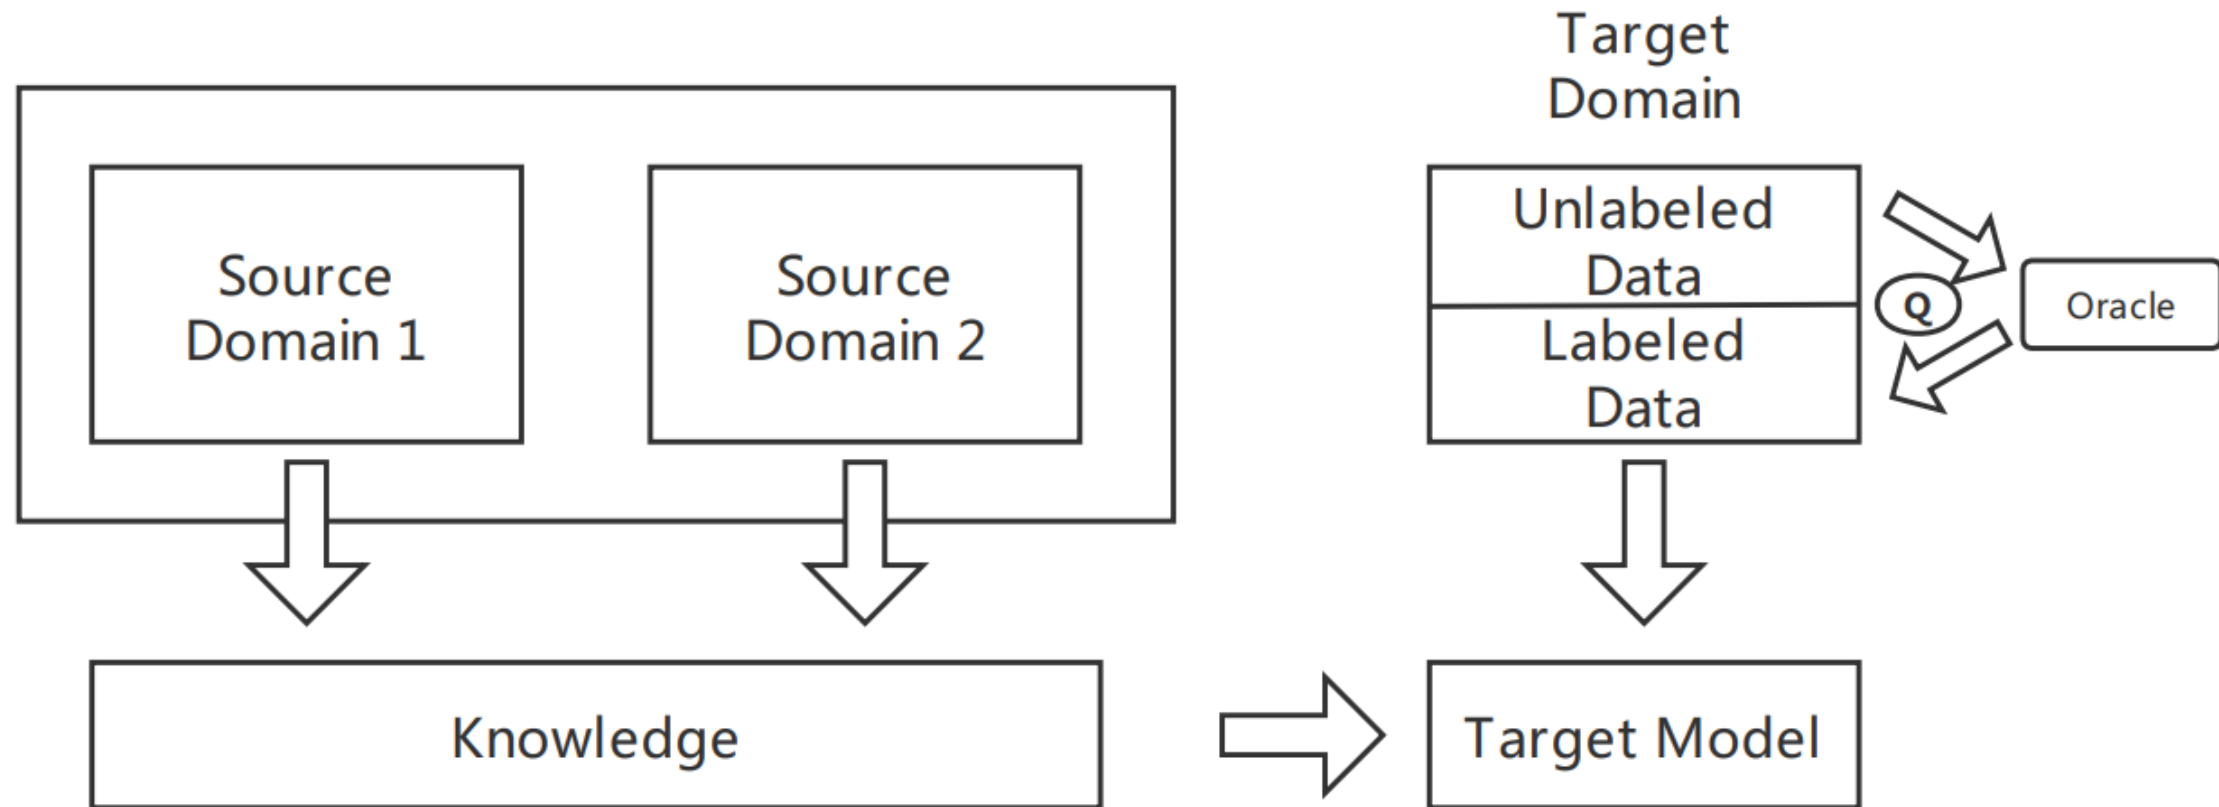 Target
Domain
Source
Domain 1
Source
Domain 2
Unlabeled
Data
Labeled
Data
Q
Oracle
Knowledge
Target Model